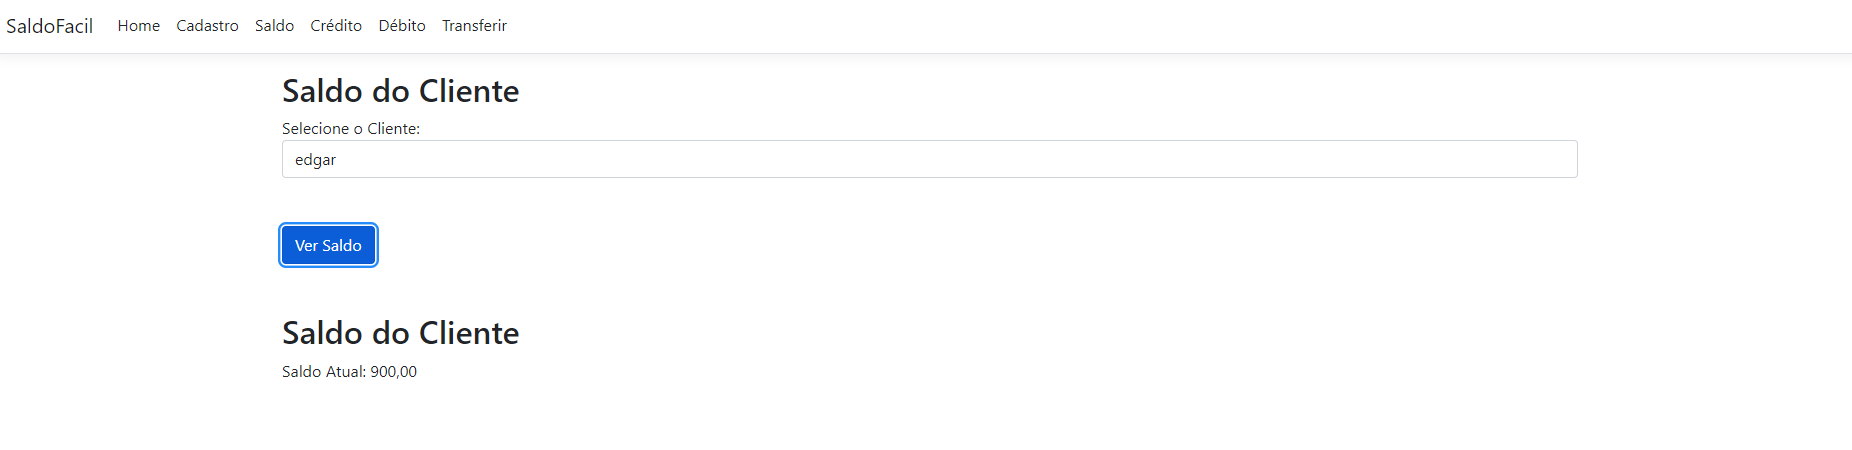 SaldoFacil Home Cadastro Saldo Crédito Débito Transferir
Saldo do Cliente
Selecione o Cliente:
edgar
Ver Saldo
Saldo do Cliente
Saldo Atual: 900,00